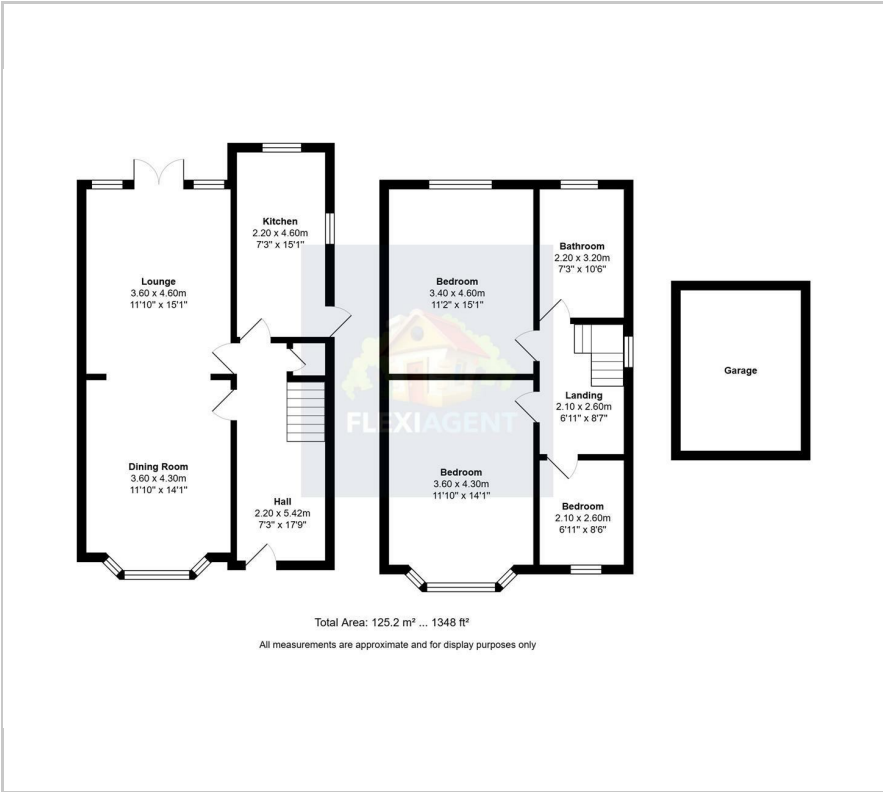 Kitchen
2.20 x 4.60m
7'3" x 15'1"
Lounge
3.60 x 4.60m
11'10" x 15'1"
Dining Room
3.60 x 4.30m
11'10" x 14'1"
Hall
2.20 x 5.42m
7'3" x 17'9"
Bedroom
3.40 x 4.60m
11'2" x 15'1"
Bathroom
2.20 x 3.20m
7'3" x 10'6"
Landing
2.10 x 2.60m
6'11" x 8'7"
Bedroom
3.60 x 4.30m
11'10" x 14'1"
Bedroom
2.10 x 2.60m
6'11" x 8'6"
Garage
FLEXIAGENT
Total Area: 125.2 m² ... 1348 ft²
All measurements are approximate and for display purposes only